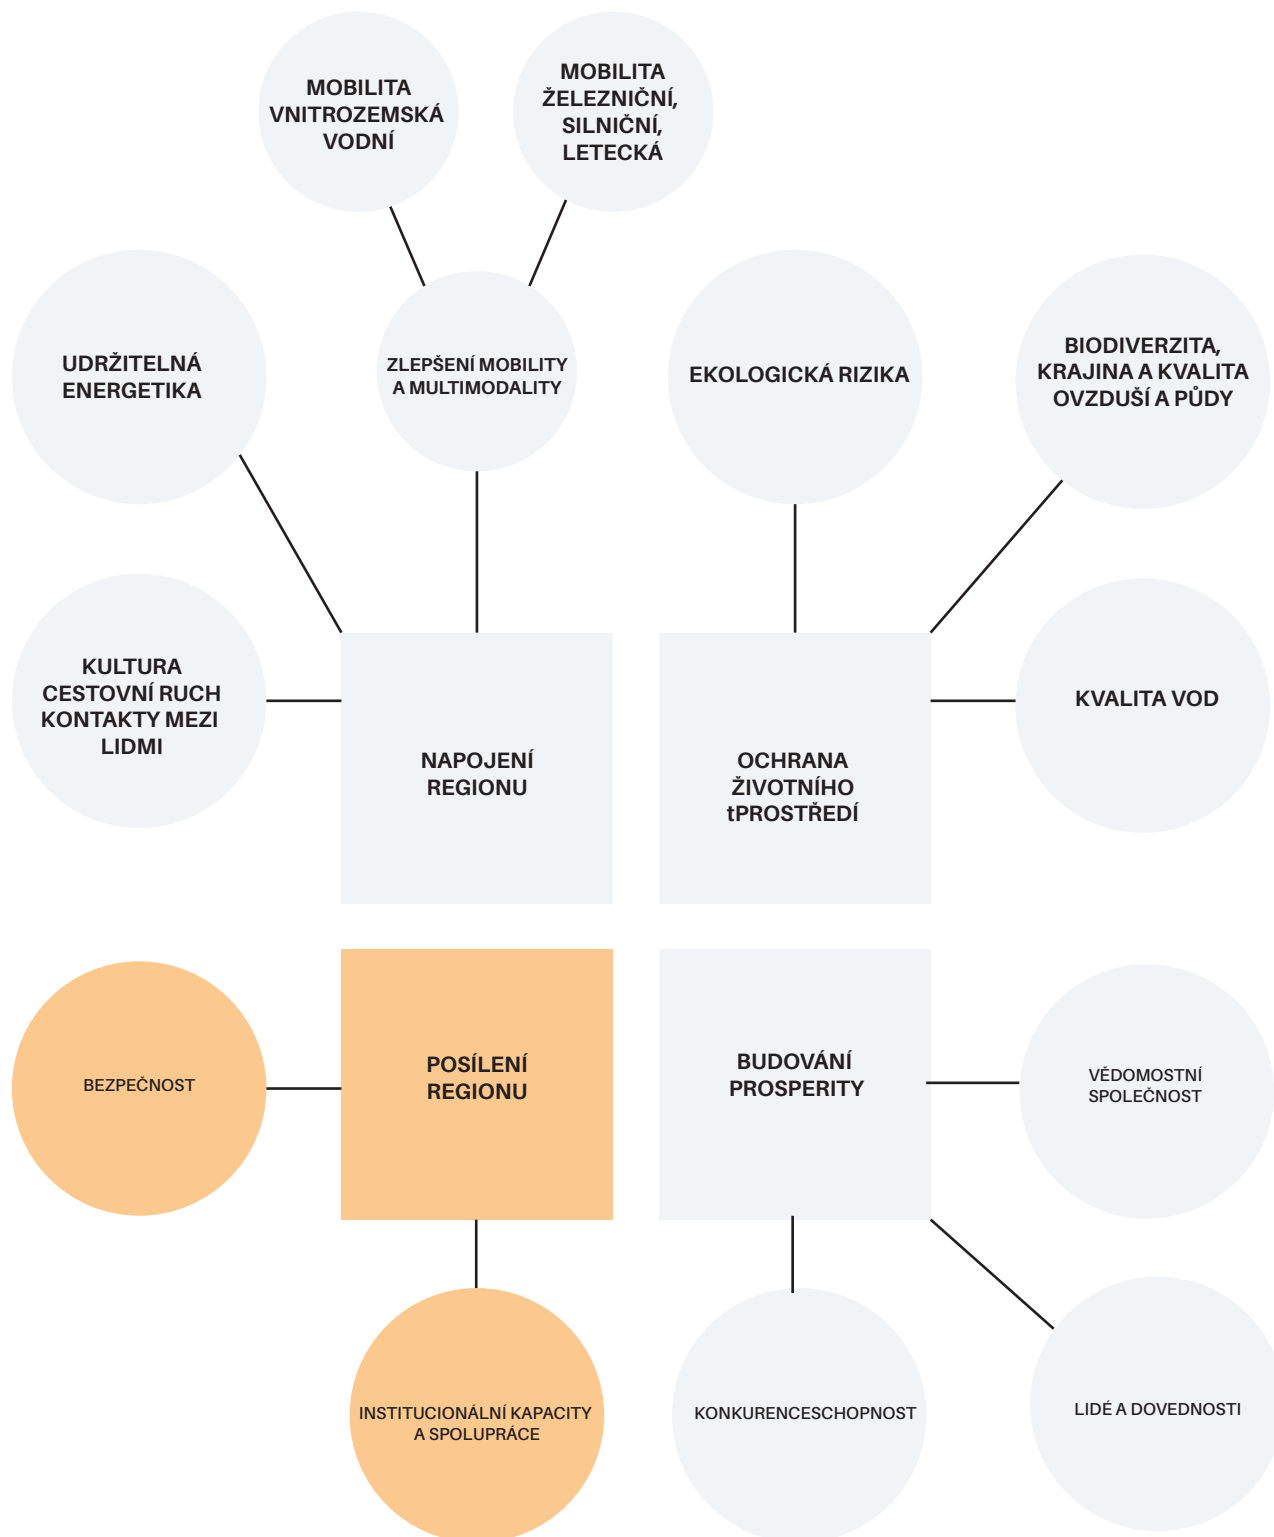 MOBILITA
VNITROZEMSKÁ
VODNÍ
MOBILITA
ŽELEZNIČNÍ,
SILNIČNÍ,
LETECKÁ
UDRŽITELNÁ
ENERGETIKA
ZLEPŠENÍ MOBILITY
A MULTIMODALITY
EKOLOGICKÁ RIZIKA
BIODIVERZITA,
KRAJINA A KVALITA
OVZDUŠÍ A PŮDY
KULTURA
CESTOVNÍ RUCH
KONTAKTY MEZI
LIDMI
NAPOJENÍ
REGIONU
OCHRANA
ŽIVOTNÍHO
tPROSTŘEDÍ
KVALITA VOD
BEZPEČNOST
POSÍLENÍ
REGIONU
BUDOVÁNÍ
PROSPERITY
VĚDOMOSTNÍ
SPOLEČNOST
INSTITUCIONÁLNÍ KAPACITY
A SPOLUPRÁCE
KONKURENCESCHOPNOST
LIDÉ A DOVEDNOSTI